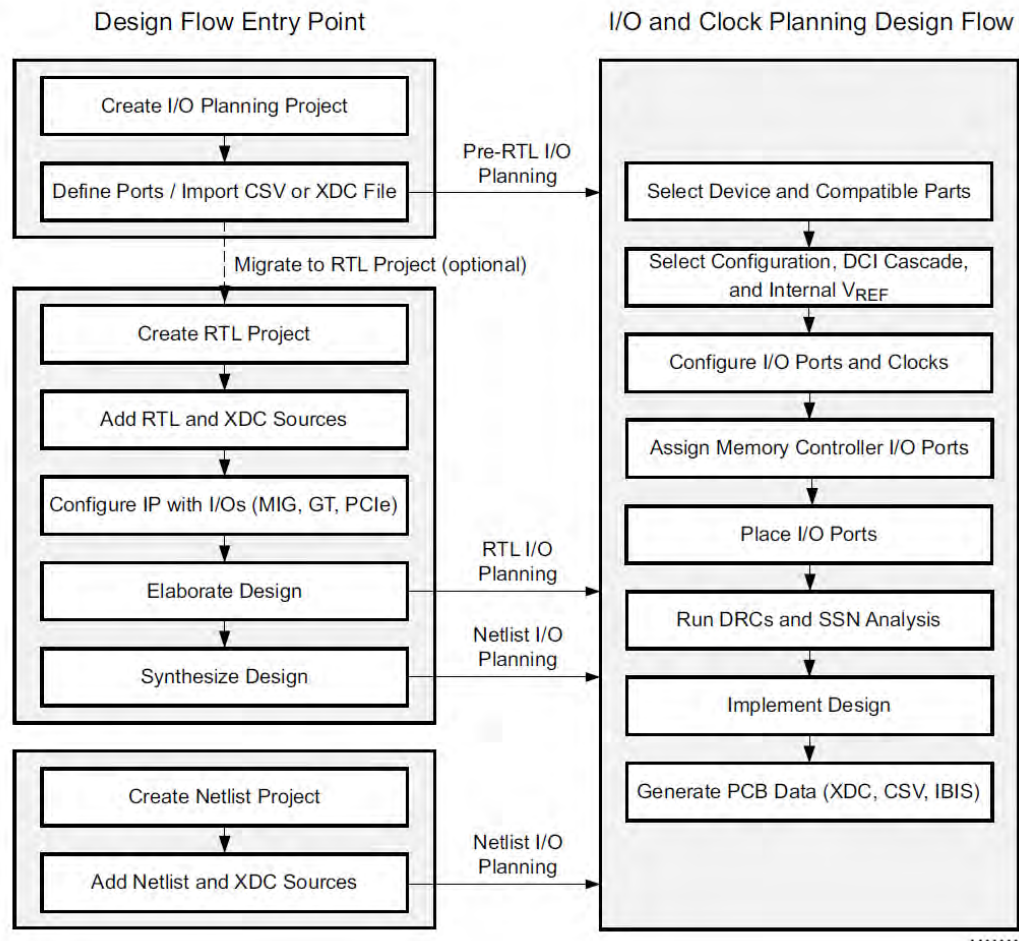 Design Flow Entry Point
I/O and Clock Planning Design Flow
Create I/O Planning Project
Define Ports / Import CSV or XDC File
Pre-RTL I/O
Planning
Migrate to RTL Project (optional)
Create RTL Project
Add RTL and XDC Sources
Configure IP with I/Os (MIG, GT, PCIe)
Elaborate Design
RTL I/O
Planning
Synthesize Design
Netlist I/O
Planning
Create Netlist Project
Add Netlist and XDC Sources
Netlist I/O
Planning
Select Device and Compatible Parts
Select Configuration, DCI Cascade,
and Internal VREF
Configure I/O Ports and Clocks
Assign Memory Controller I/O Ports
Place I/O Ports
Run DRCs and SSN Analysis
Implement Design
Generate PCB Data (XDC, CSV, IBIS)